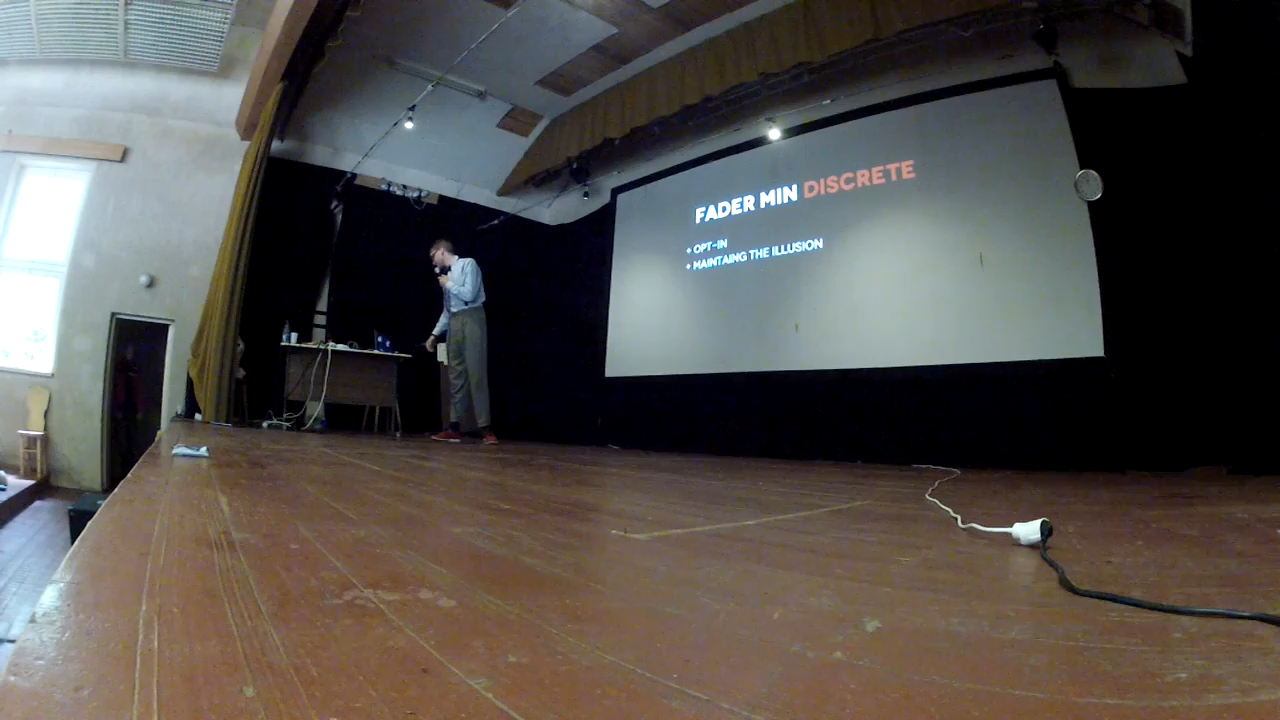 FADER MIN DISCRETE
+ OPT-IN
+ MAINTAING THE ILLUSION